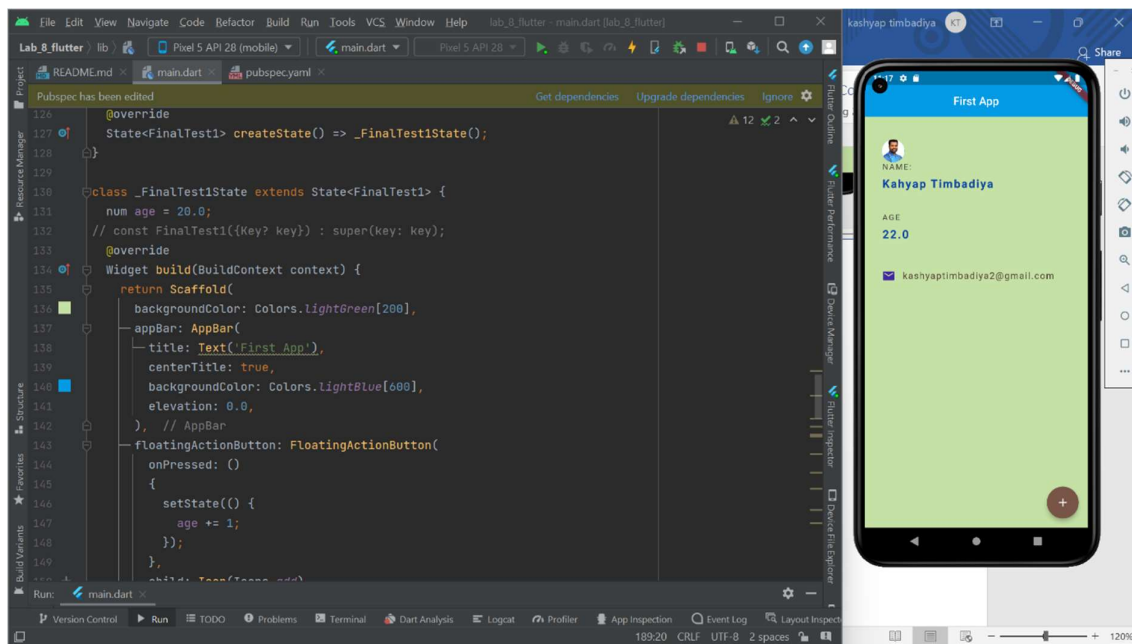 File Edit View Navigate Code Refactor Build Run Tools VCS Window Help lab_8_flutter - main.dart [lab_8_flutter]
Lab_8_flutter lib Pixel 5 API 28 (mobile) main.dart Pixel 5 API 28
README.md main.dart pubspec.yaml
Pubspec has been edited Get dependencies Upgrade dependencies Ignore
126 @override
127 State<FinalTest1> createState() => _FinalTest1State();
128 }
129
130 class _FinalTest1State extends State<FinalTest1> {
131 num age = 20.0;
132 // const FinalTest1({Key? key}) : super(key: key);
133 @override
134 Widget build(BuildContext context) {
135 return Scaffold(
136 backgroundColor: Colors.lightGreen[200],
137 appBar: AppBar(
138 title: Text('First App'),
139 centerTitle: true,
140 backgroundColor: Colors.lightBlue[600],
141 elevation: 0.0,
142 ), // AppBar
143 floatingActionButton: FloatingActionButton(
144 onPressed: ()
145 {
146 setState(() {
147 age += 1;
148 });
149 },
12 2
Project
Resource Manager
Structure
Favorites
Build Variants
Flutter Outline
Flutter Performance
Device Manager
Flutter Inspector
Device File Explorer
Run: main.dart
Version Control Run TODO Problems Terminal Dart Analysis Logcat Profiler App Inspection Event Log Layout Inspect
189:20 CRLF UTF-8 2 spaces
kashyap timbadiya KT
Share
First App
NAME:
Kahyap Timbadiya
AGE
22.0
kashyaptimbadiya2@gmail.com
+
120%